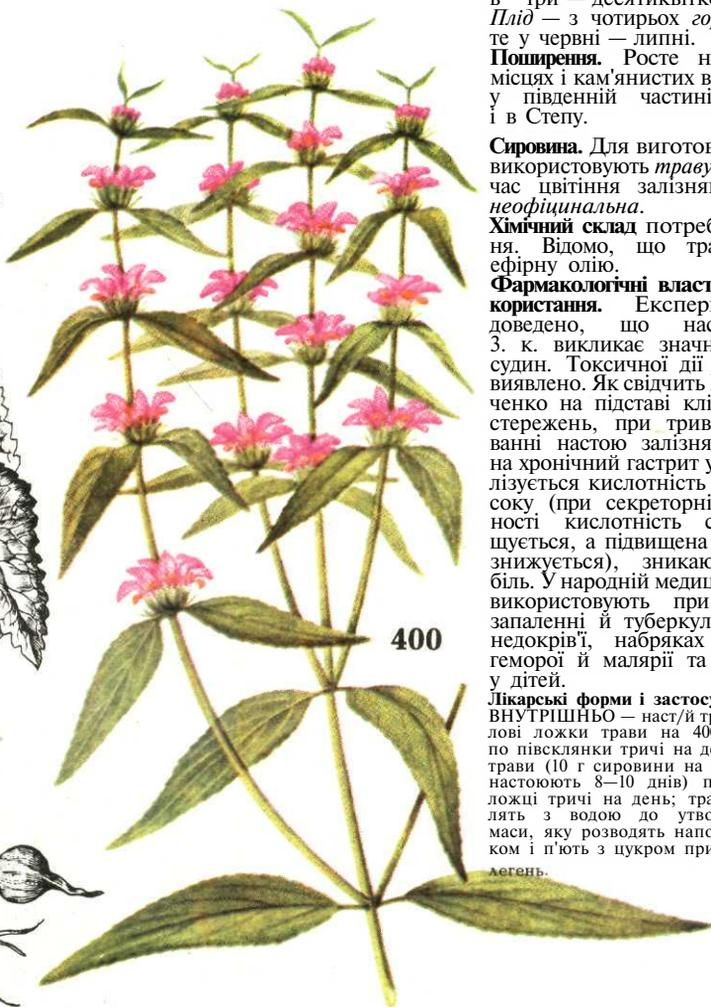 в три — десятиквітко
Плід — з чотирьох го
те у червні — липні.
Поширення. Росте н
місцях і кам'янистих в
у південній частині
і в Степу.
Сировина. Для виготов
використовують траву
час цвітіння залізня
неофіцинальна.
Хімічний склад потреб
ня. Відомо, що тра
ефірну олію.
Фармакологічні власт
користання. Експери
доведено, що нас
З. к. викликає значн
судин. Токсичної дії
виявлено. Як свідчить
ченко на підставі клі
стережень, при трив
ванні настою залізня
на хронічний гастрит у
лізується кислотність
соку (при секреторні
ності кислотність с
щується, а підвищена
знижується), зникаю
біль. У народній медиц
використовують при
запаленні й туберкул
недокрів'ї, набряках
геморої й малярії та
у дітей.
Лікарські форми і застосу
ВНУТРІШНЬО — наст/й тр
лові ложки трави на 400
по півсклянки тричі на де
трави (10 г сировини на
настоюють 8—10 днів) п
ложці тричі на день; тра
лять з водою до утво
маси, яку розводять напо
ком і п'ють з цукром при
легень.
400